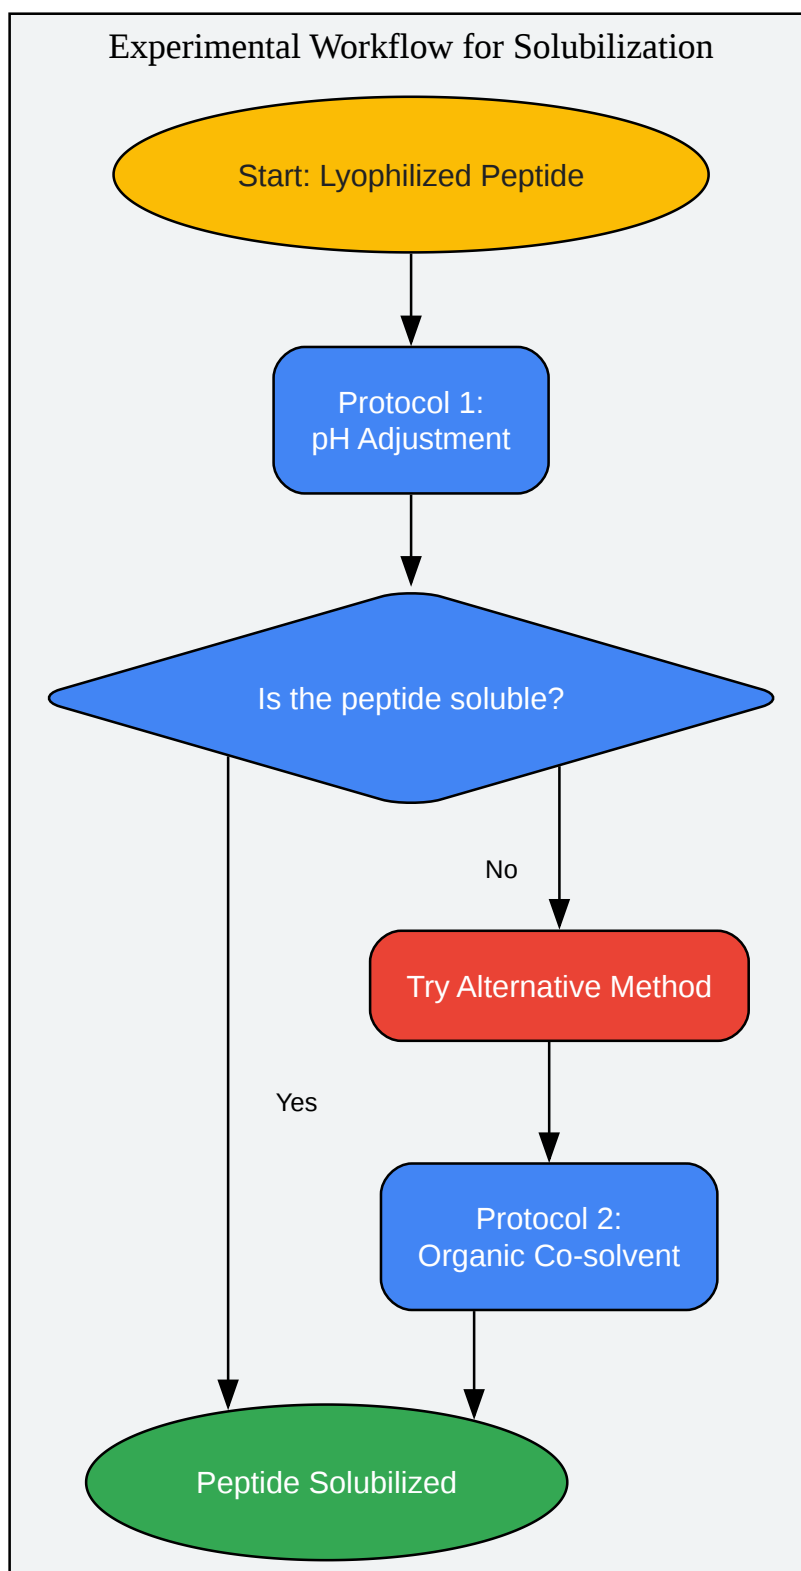 Experimental Workflow for Solubilization
Start: Lyophilized Peptide
Protocol 1:
pH Adjustment
Is the peptide soluble?
No
Try Alternative Method
Yes
Protocol 2:
Organic Co-solvent
Peptide Solubilized